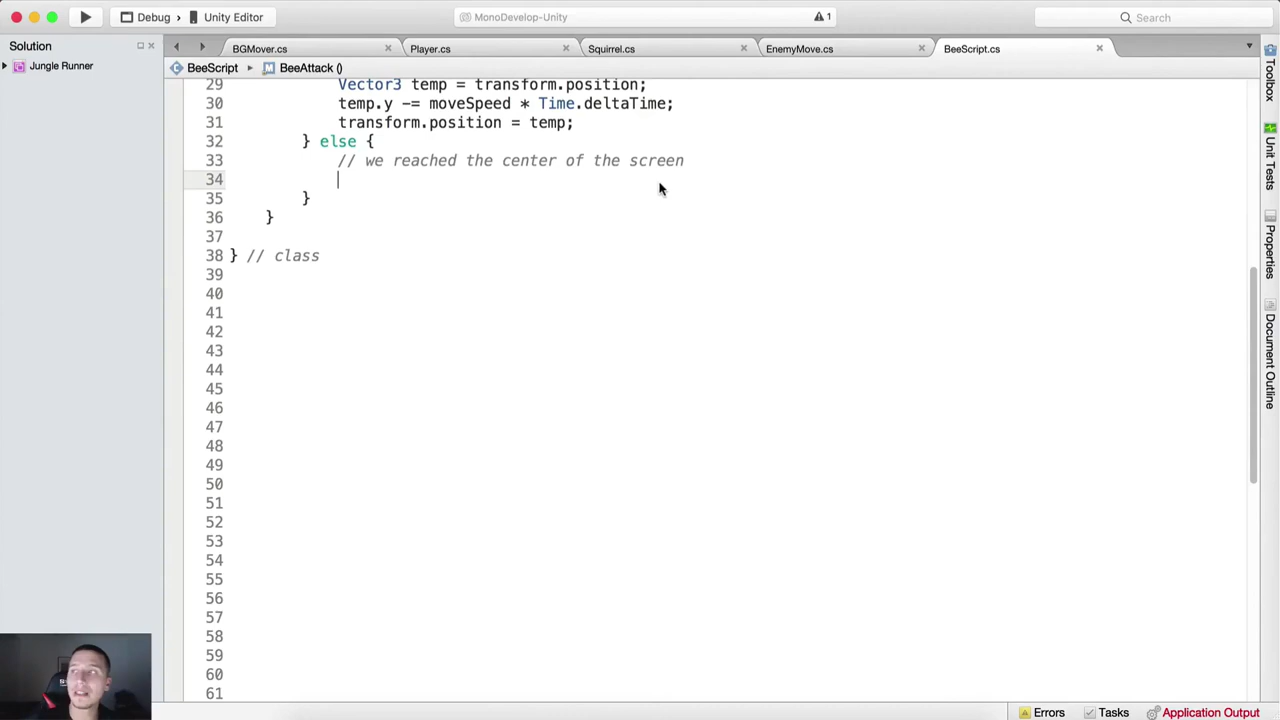 Debug
Unity Editor
MonoDevelop-Unity
1
Search
Solution
BGMover.cs
Player.cs
Squirrel.cs
EnemyMove.cs
BeeScript.cs
Jungle Runner
BeeScript
BeeAttack ()
29 Vector3 temp = transform.position;
30 temp.y -= moveSpeed * Time.deltaTime;
31 transform.position = temp;
32 } else {
33 // we reached the center of the screen
34
35 }
36 }
37
38 } // class
39
40
41
42
43
44
45
46
47
48
49
50
51
52
53
54
55
56
57
58
59
60
61
Toolbox
Unit Tests
Properties
Document Outline
Errors
Tasks
Application Output